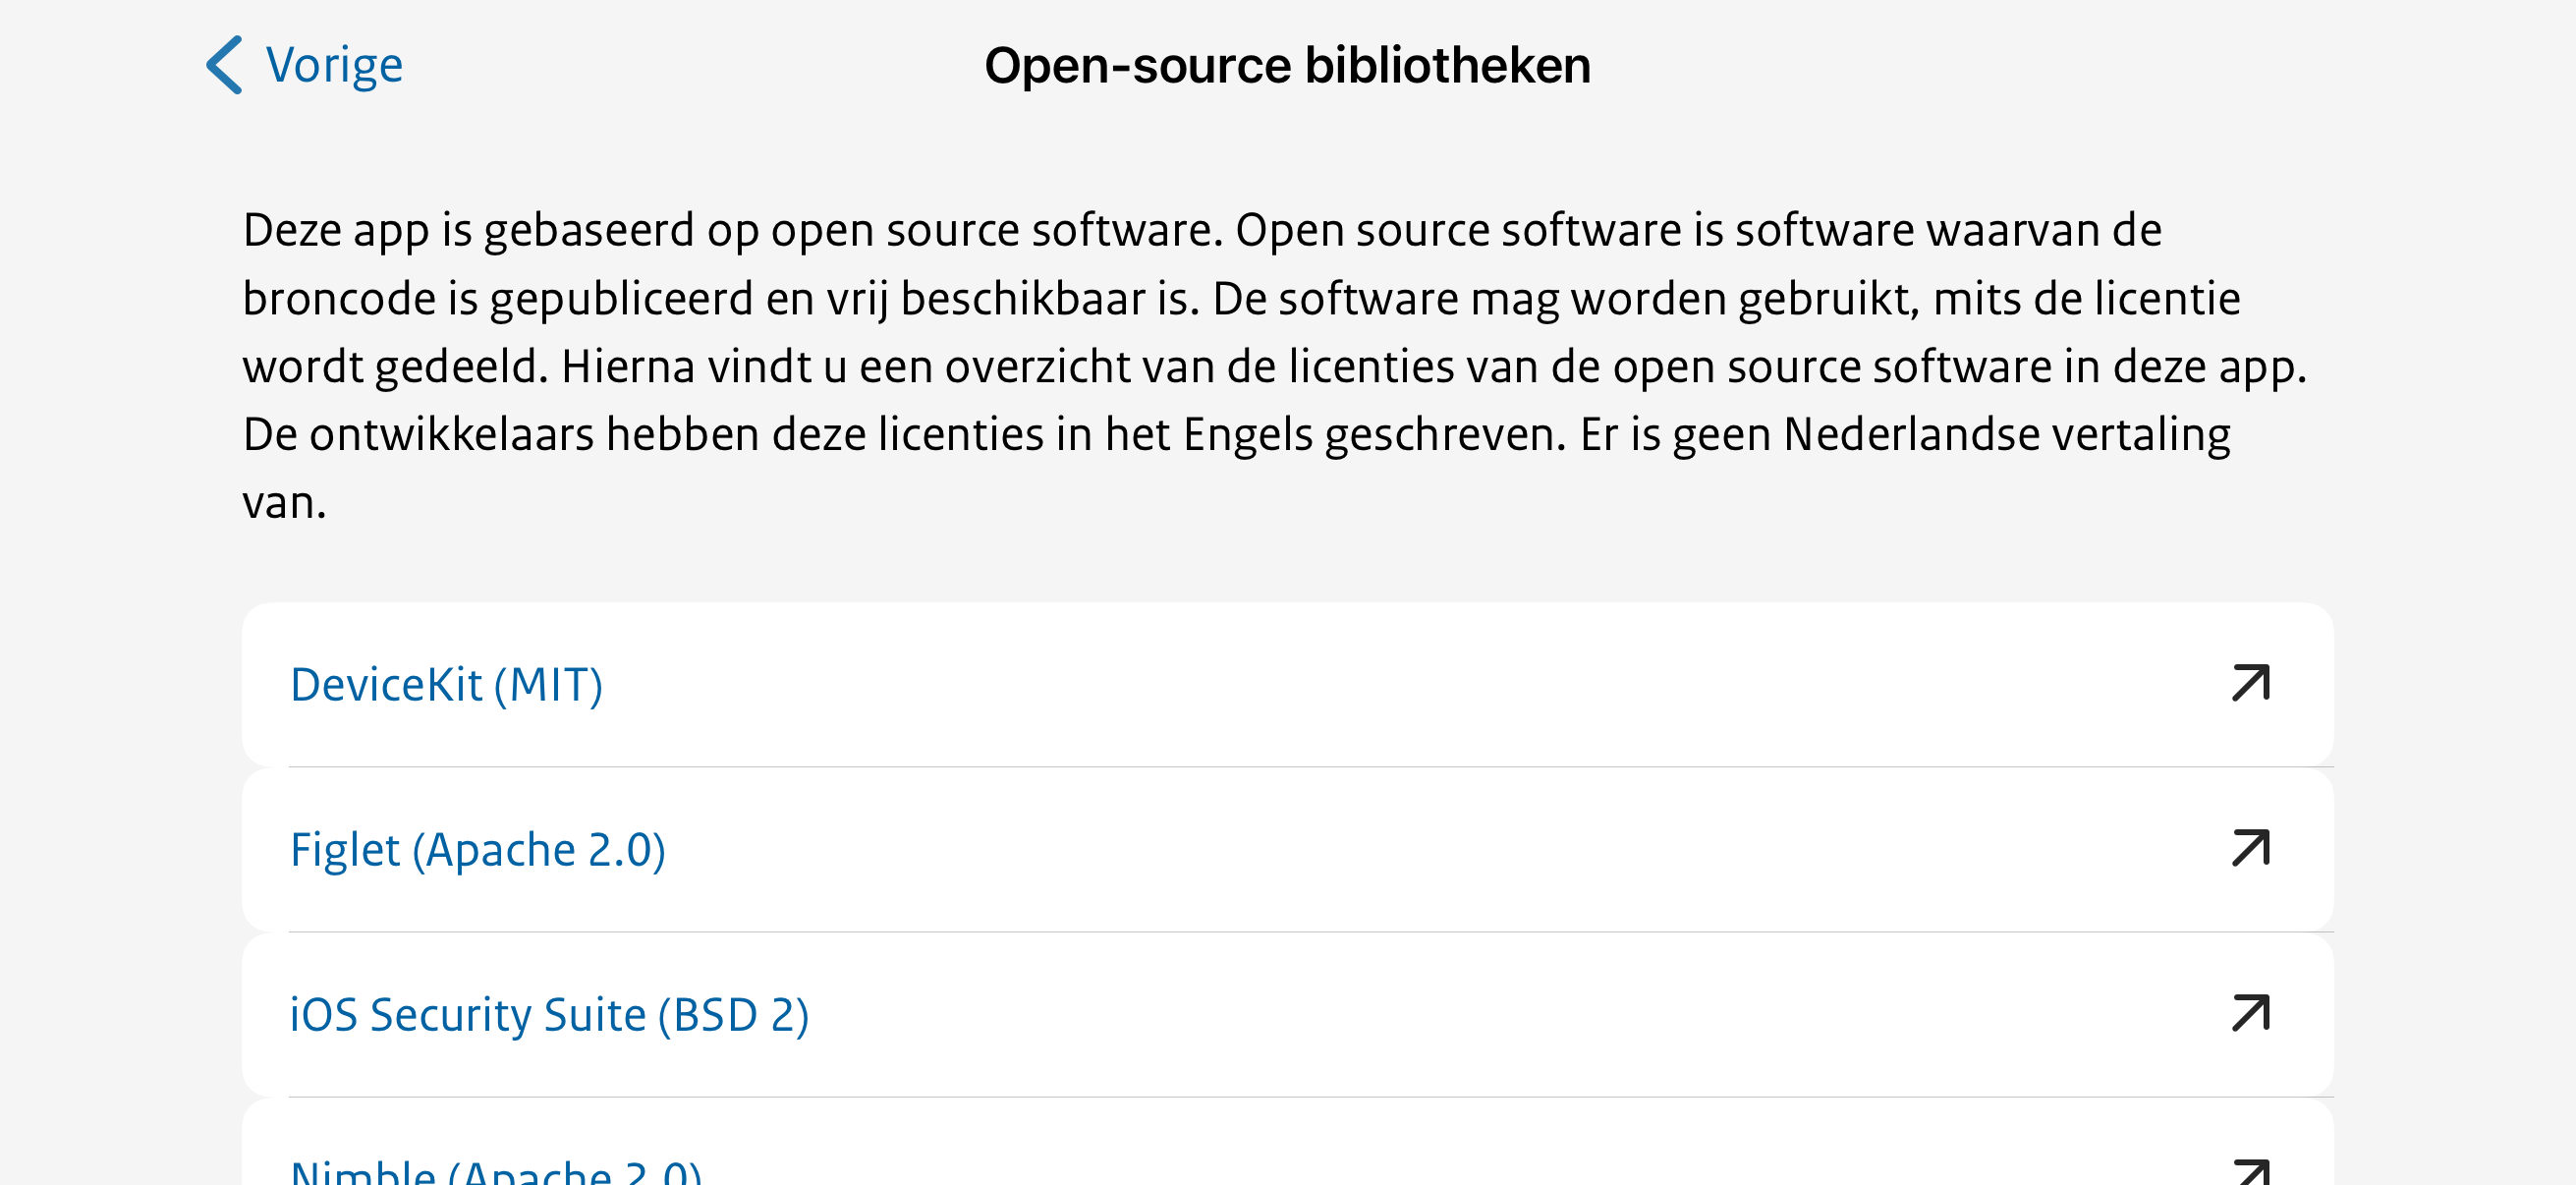 Vorige
Open-source bibliotheken
Deze app is gebaseerd op open source software. Open source software is software waarvan de
broncode is gepubliceerd en vrij beschikbaar is. De software mag worden gebruikt, mits de licentie
wordt gedeeld. Hierna vindt u een overzicht van de licenties van de open source software in deze app.
De ontwikkelaars hebben deze licenties in het Engels geschreven. Er is geen Nederlandse vertaling
van.
DeviceKit (MIT)
Figlet (Apache 2.0)
iOS Security Suite (BSD 2)
Nimble (Apache 2.0)